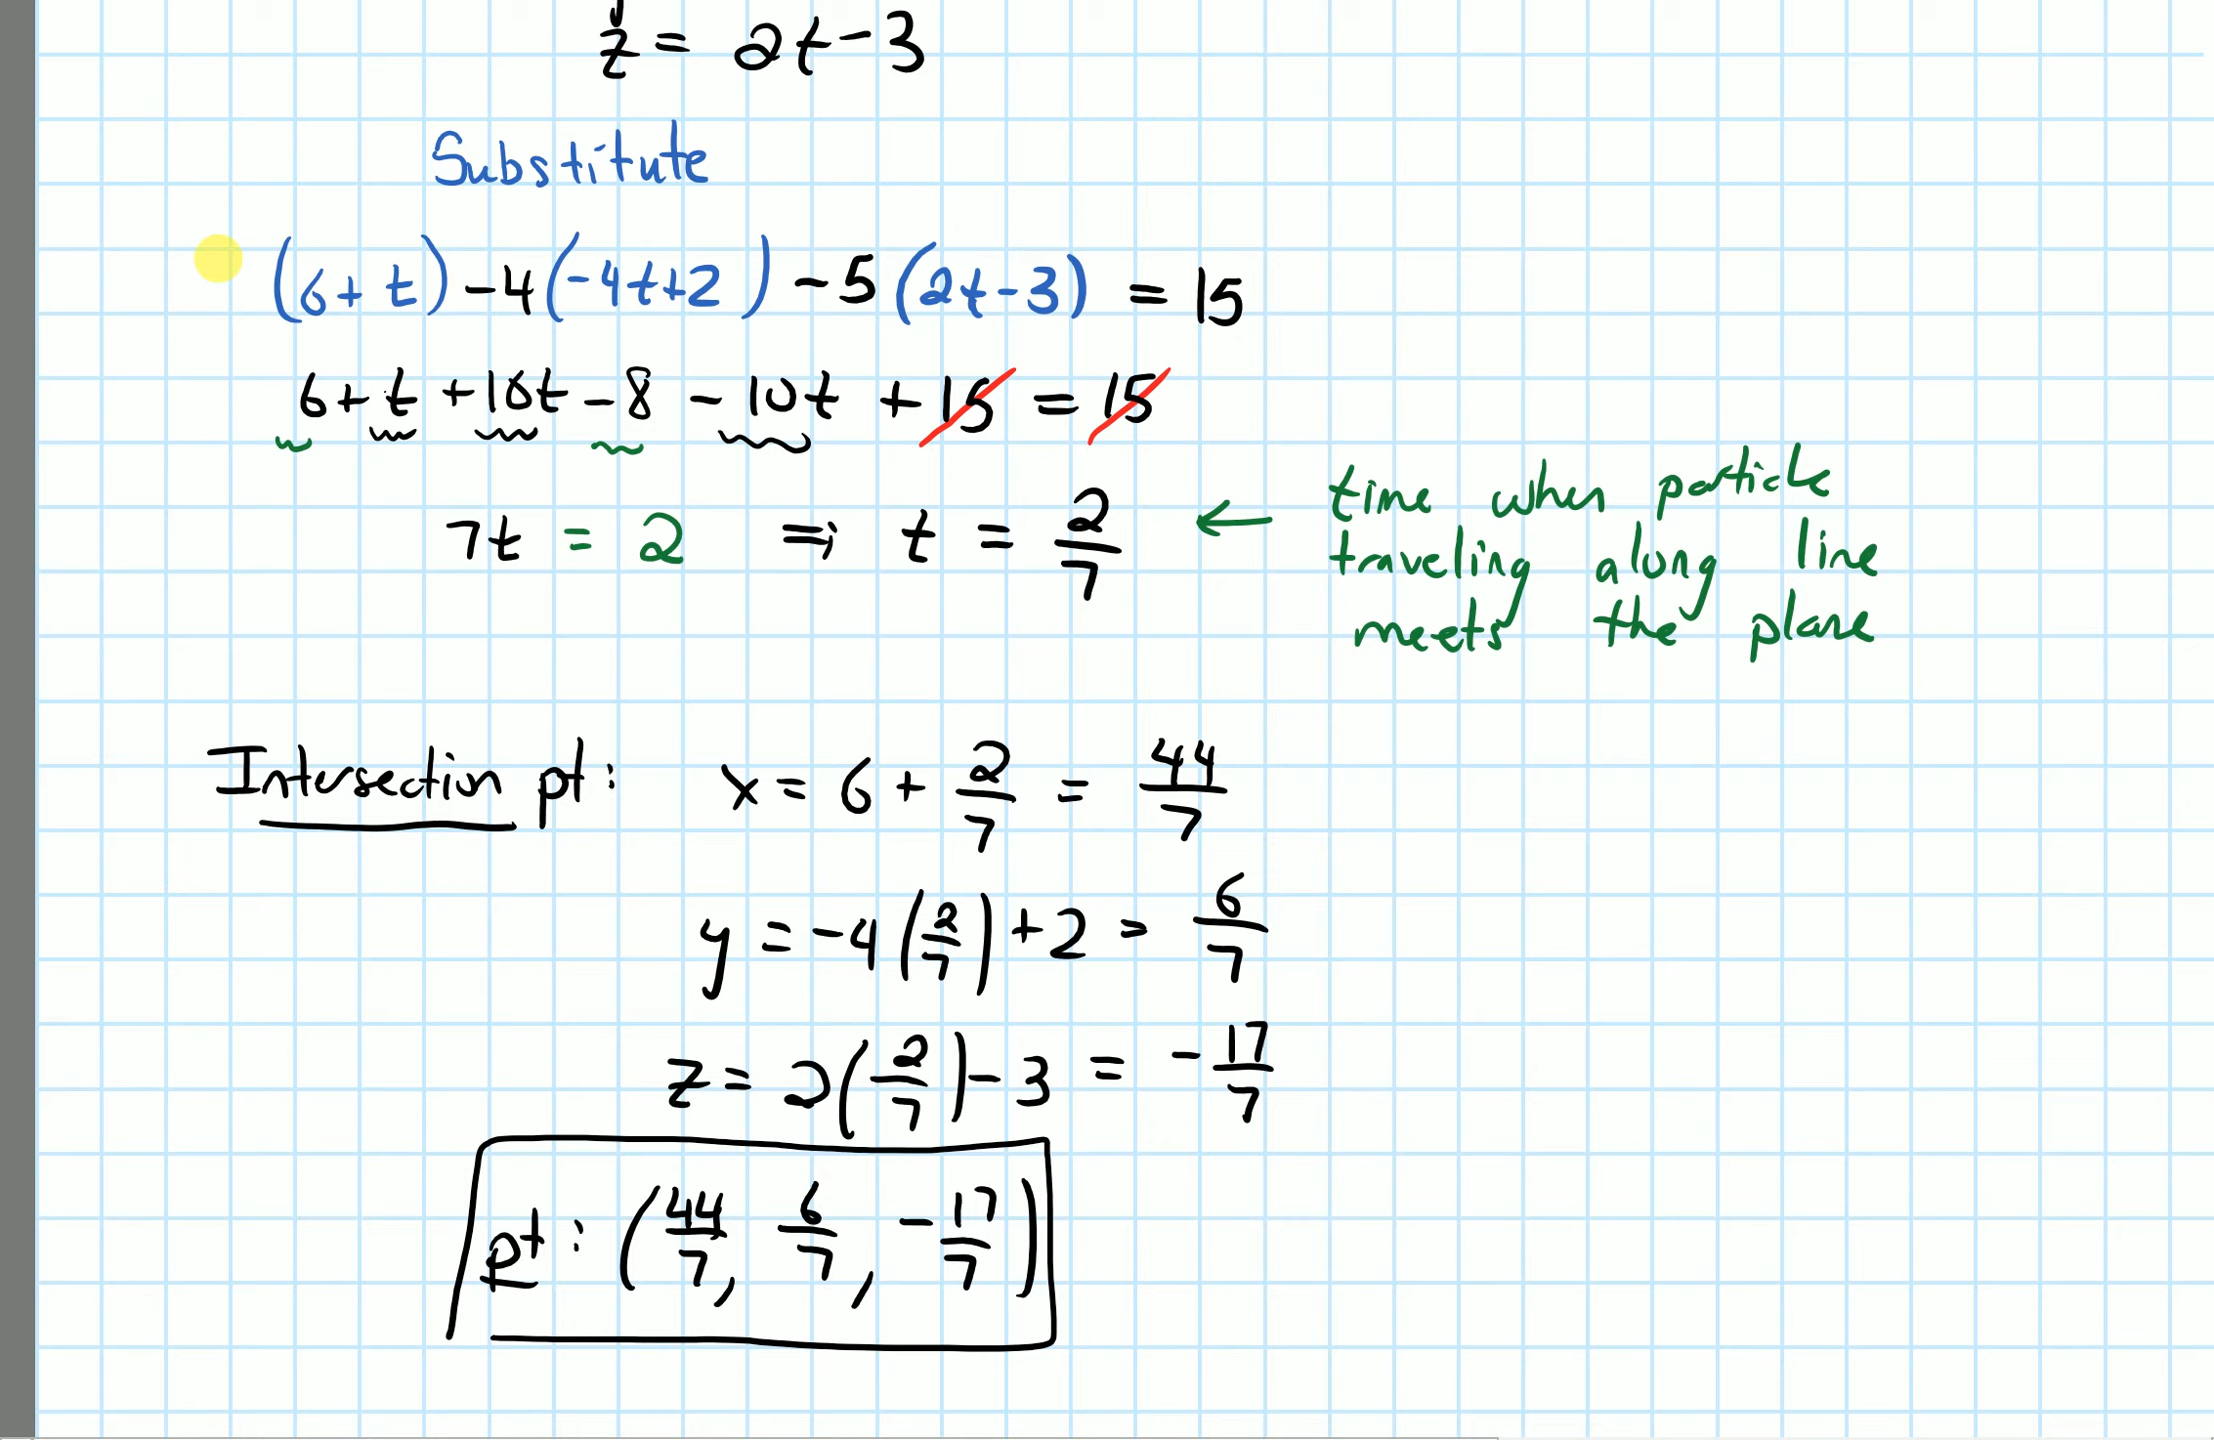 z = 2t - 3
Substitute
(6 + t) - 4(-4t + 2) - 5(2t - 3) = 15
6 + t + 16t - 8 - 10t + 15 = 15
7t = 2 ⇒ t = 2/7 ← time when particle
traveling along line
meets the plane
Intersection pt: x = 6 + 2/7 = 44/7
y = -4(2/7) + 2 = 6/7
z = 2(2/7) - 3 = -17/7
pt: (44/7, 6/7, -17/7)